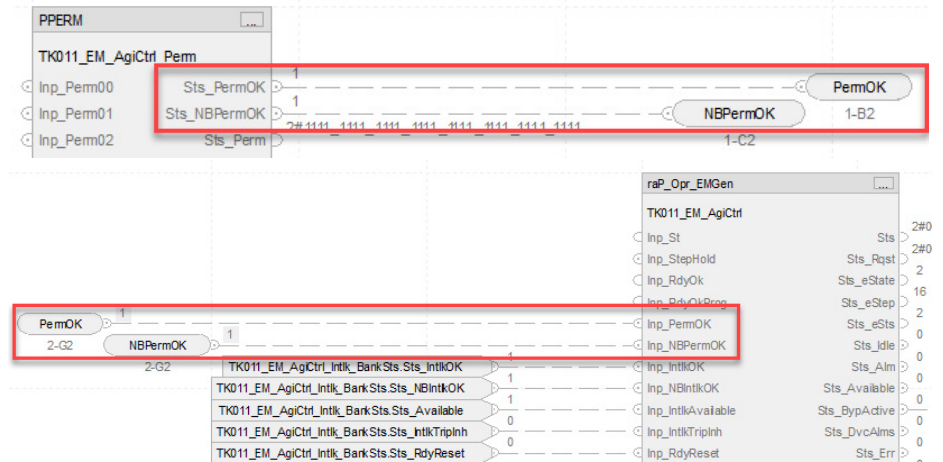 PPERM ...
TK011_EM_AgiCtrl_Perm
Inp_Perm00 Sts_PermOK 1 PermOK
Inp_Perm01 Sts_NBPermOK 1 NBPermOK 1-B2
2#1111_1111_1111_1111_1111_1111_1111_1111
Inp_Perm02 Sts_Perm 1-C2
raP_Opr_EMGen ...
TK011_EM_AgiCtrl
2#0
Inp_St Sts
2#0
Inp_StepHold Sts_Rqst
2
Inp_RdyOk Sts_eState
16
Inp_RdyOkProg Sts_eStep
2
PermOK 1 Inp_PermOK Sts_eSts
0
2-G2 NBPermOK 1 Inp_NBPermOK Sts_Idle
0
2-G2 TK011_EM_AgiCtrl_Intlk_BankSts.Sts_IntlkOK 1 Inp_IntlkOK Sts_Alm
0
TK011_EM_AgiCtrl_Intlk_BankSts.Sts_NBIntlkOK 1 Inp_NBIntlkOK Sts_Available
0
TK011_EM_AgiCtrl_Intlk_BankSts.Sts_Available 1 Inp_IntlkAvailable Sts_BypActive
0
TK011_EM_AgiCtrl_Intlk_BankSts.Sts_IntlkTripInh 0 Inp_IntlkTripInh Sts_DvcAlms
0
TK011_EM_AgiCtrl_Intlk_BankSts.Sts_RdyReset 0 Inp_RdyReset Sts_Err